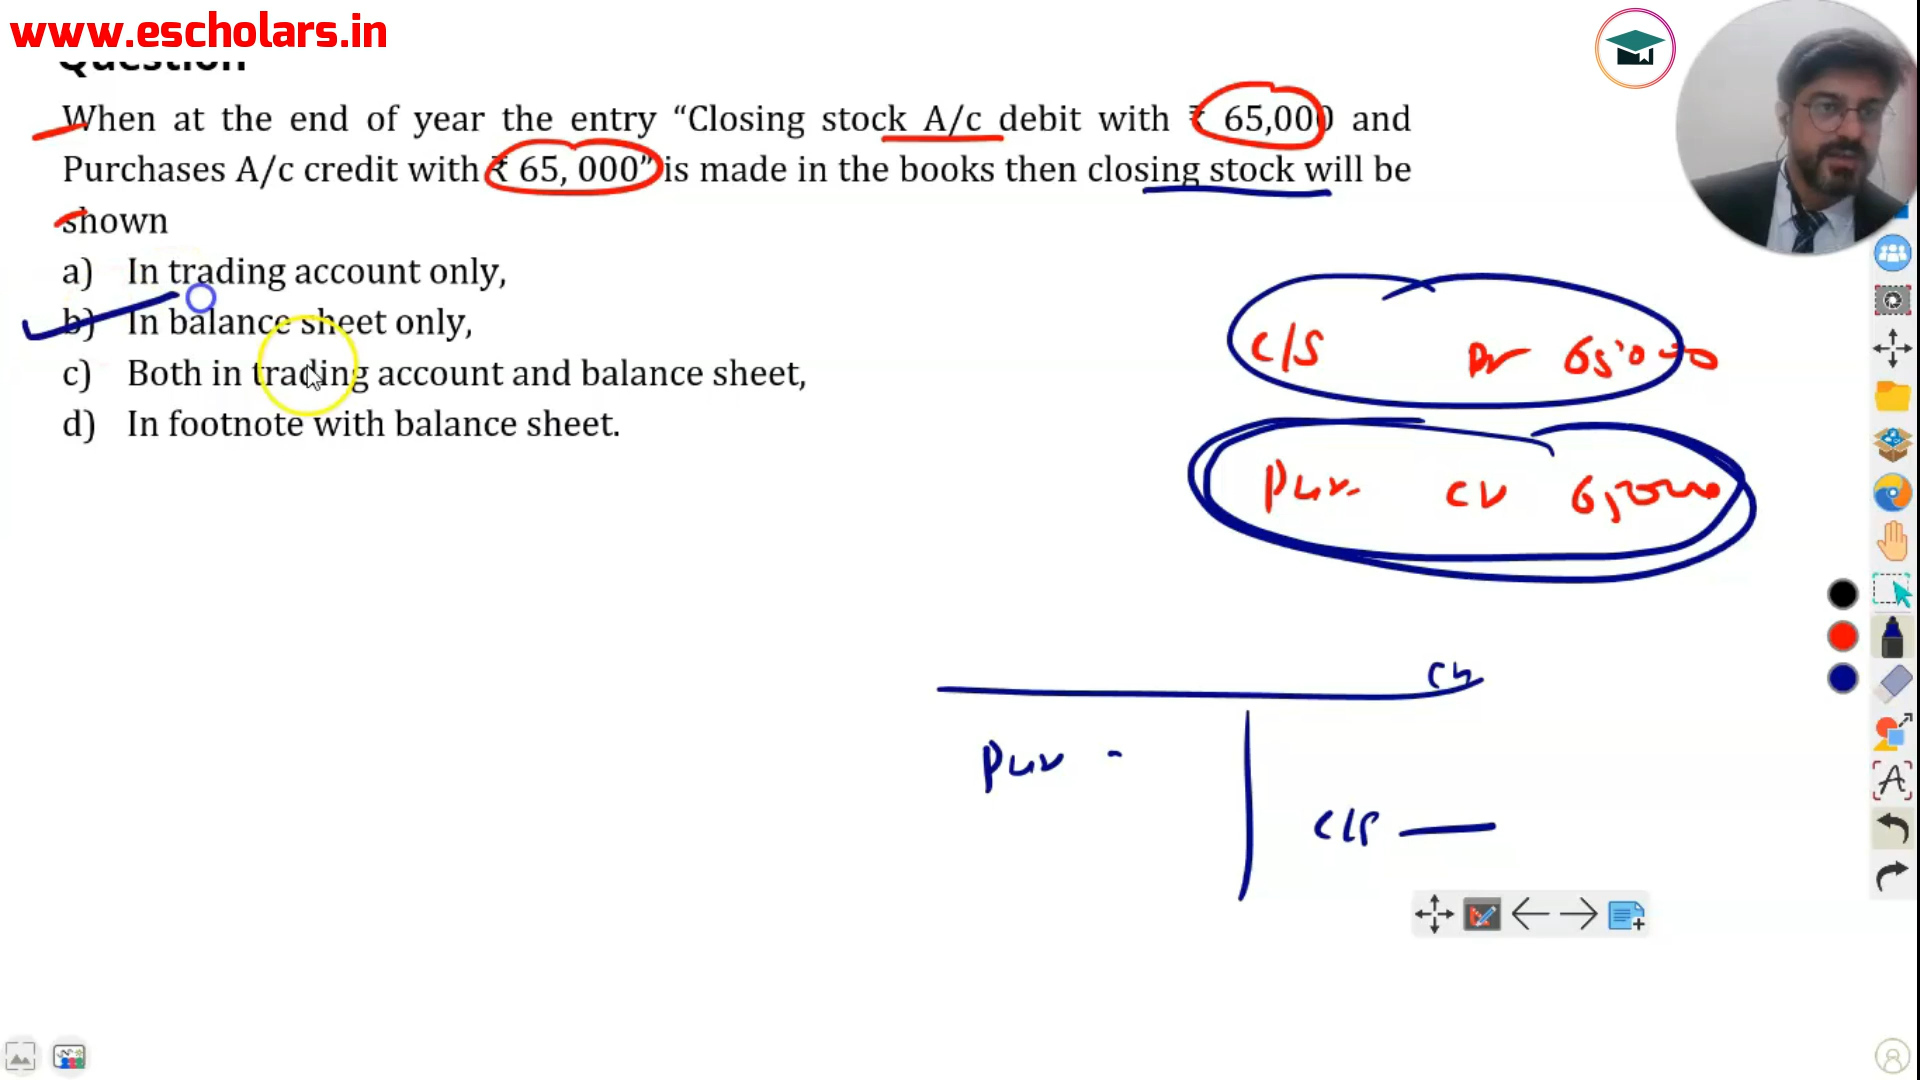 www.escholars.in
Question
When at the end of year the entry “Closing stock A/c debit with ₹ 65,000 and
Purchases A/c credit with ₹ 65, 000” is made in the books then closing stock will be
shown
a) In trading account only,
b) In balance sheet only,
c) Both in trading account and balance sheet,
d) In footnote with balance sheet.
C/S Dr 65,000
Pur. Cr
Pur -
C/S